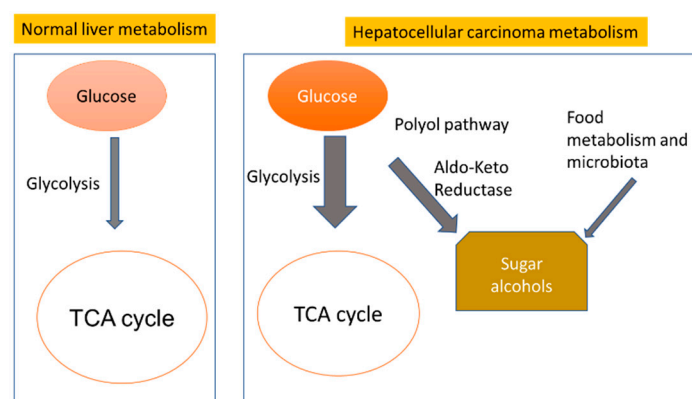 Normal liver metabolism
Glucose
Glycolysis
TCA cycle
Hepatocellular carcinoma metabolism
Glucose
Polyol pathway
Food
metabolism and
microbiota
Glycolysis
Aldo-Keto
Reductase
Sugar
alcohols
TCA cycle